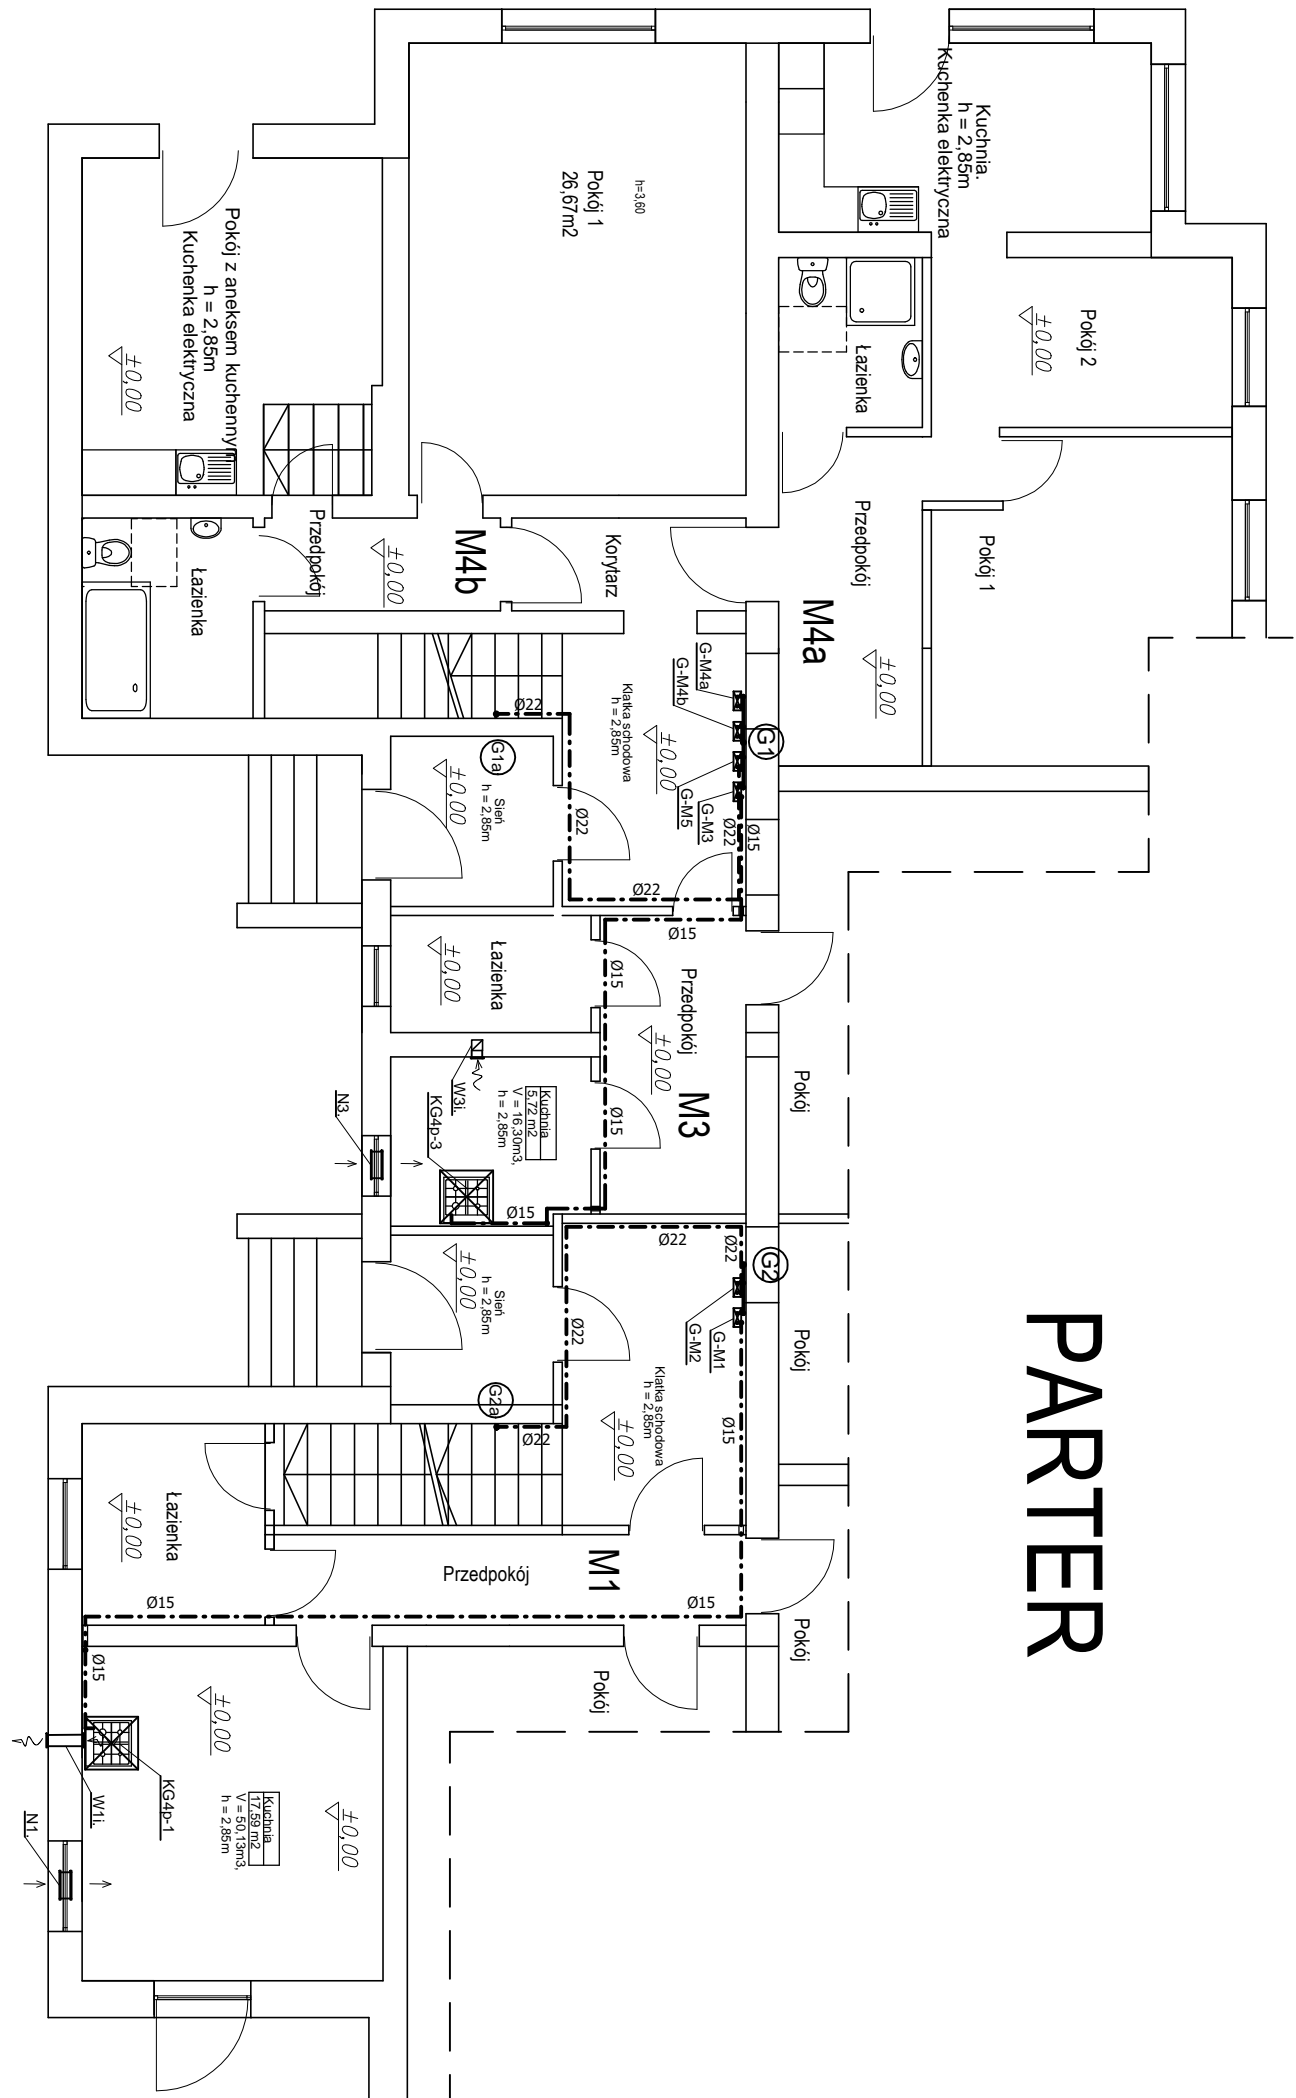 PARTER
Kuchnia.
h = 2,85m
Kuchenka elektryczna
Pokój 2
±0,00
Łazienka
Pokój 1
Przedpokój
M4a
±0,00
h=3,60
Pokój 1
26,67m2
Pokój z aneksem kuchennym
h = 2,85m
Kuchenka elektryczna
±0,00
Łazienka
Przedpokój
±0,00
M4b
Korytarz
G-M4a
G-M4b
G1
G-M5
G-M3
Klatka schodowa
h = 2,85m
±0,00
Ø22
Ø22
Ø22
Ø22
Ø15
G1a
Sień
h = 2,85m
±0,00
Łazienka
±0,00
Ø15
Ø15
Przedpokój
±0,00
M3
Pokój
Ø15
W3i.
KG4p-3
Kuchnia
5,72 m2
V = 16,30m3,
h = 2,85m
N3.
Ø15
Ø22
Ø22
G2
G-M2
G-M1
Pokój
Sień
h = 2,85m
±0,00
Ø22
G2a
Ø22
Klatka schodowa
h = 2,85m
±0,00
Ø15
Łazienka
±0,00
Przedpokój
M1
Pokój
Ø15
Ø15
Ø15
Pokój
±0,00
KG4p-1
W1i.
N1.
Kuchnia
17,59 m2
V = 50,13m3,
h = 2,85m
±0,00